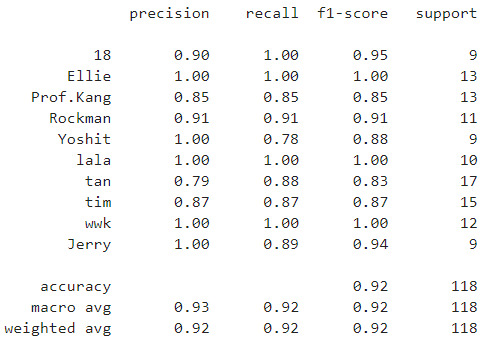 precision recall f1-score support
18 0.90 1.00 0.95 9
Ellie 1.00 1.00 1.00 13
Prof.Kang 0.85 0.85 0.85 13
Rockman 0.91 0.91 0.91 11
Yoshit 1.00 0.78 0.88 9
lala 1.00 1.00 1.00 10
tan 0.79 0.88 0.83 17
tim 0.87 0.87 0.87 15
wwk 1.00 1.00 1.00 12
Jerry 1.00 0.89 0.94 9
accuracy 0.92 118
macro avg 0.93 0.92 0.92 118
weighted avg 0.92 0.92 0.92 118